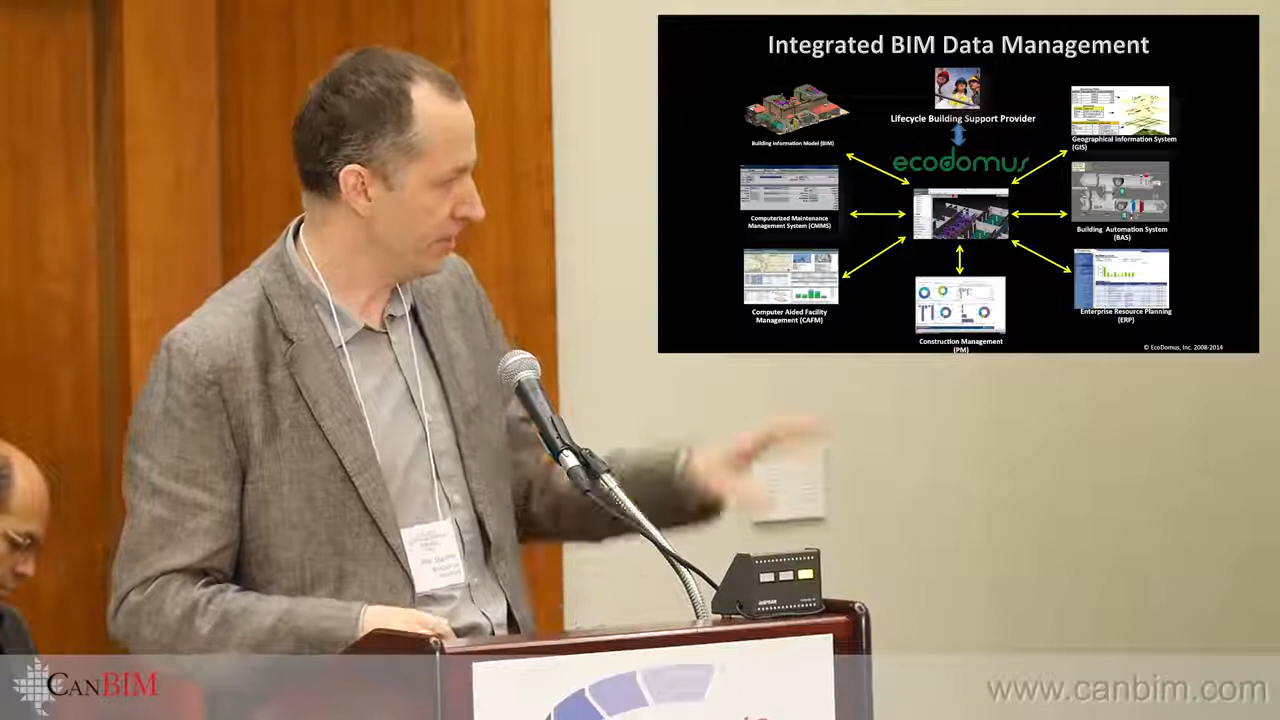 Integrated BIM Data Management
Lifecycle Building Support Provider
Building Information Model (BIM)
Geographical Information System
(GIS)
ecodomus
Computerized Maintenance
Management System (CMMS)
Building Automation System
(BAS)
Computer Aided Facility
Management (CAFM)
Enterprise Resource Planning
(ERP)
Construction Management
(PM)
© EcoDomus, Inc. 2008-2014
CANBIM
www.canbim.com